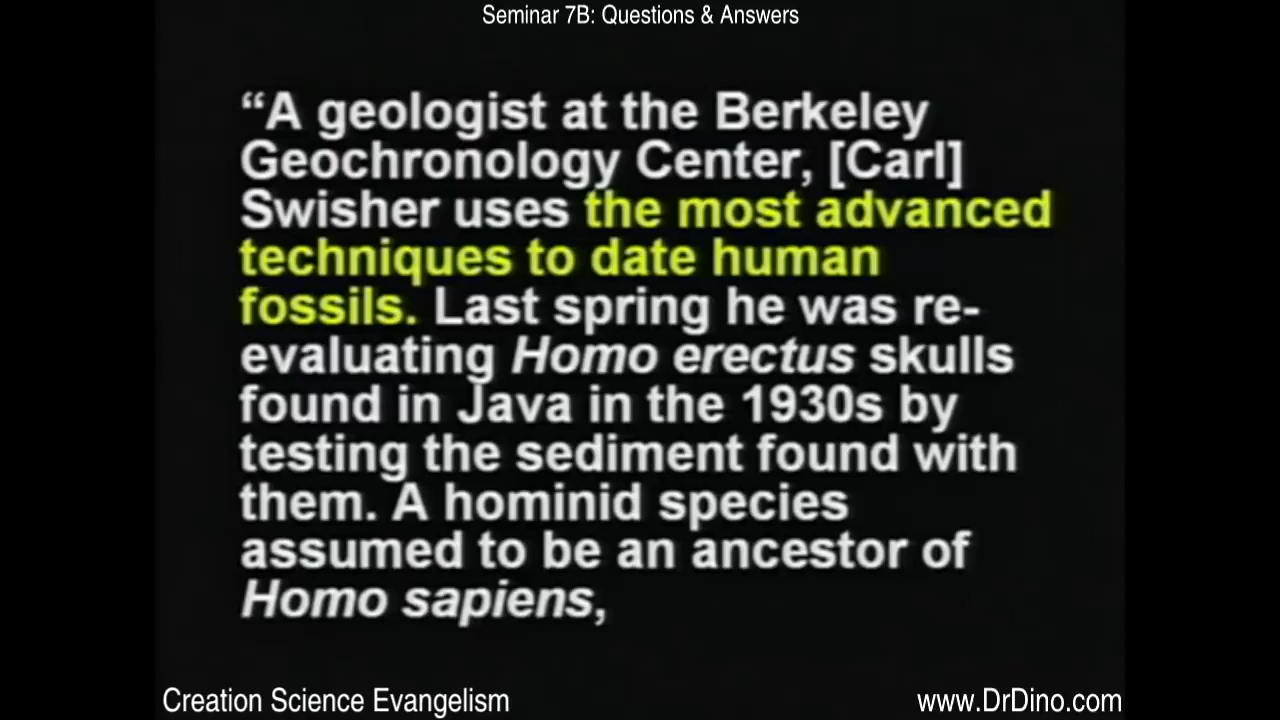 Seminar 7B: Questions & Answers
“A geologist at the Berkeley
Geochronology Center, [Carl]
Swisher uses the most advanced
techniques to date human
fossils. Last spring he was re-
evaluating Homo erectus skulls
found in Java in the 1930s by
testing the sediment found with
them. A hominid species
assumed to be an ancestor of
Homo sapiens,
Creation Science Evangelism
www.DrDino.com